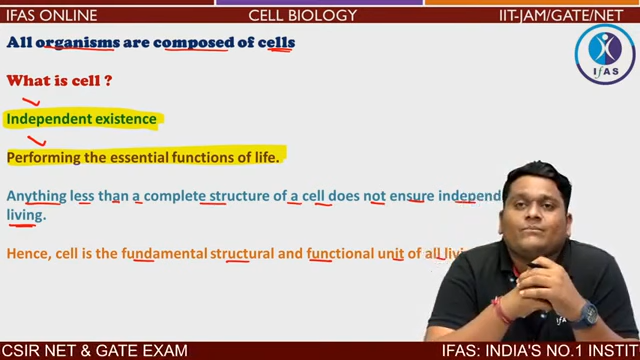 IFAS ONLINE
CELL BIOLOGY
IIT-JAM/GATE/NET
All organisms are composed of cells
IFAS
What is cell ?
Independent existence
Performing the essential functions of life.
Anything less than a complete structure of a cell does not ensure independ
living.
Hence, cell is the fundamental structural and functional unit of all livi
IFAS
CSIR NET & GATE EXAM
IFAS: INDIA'S NO.1 INSTIT